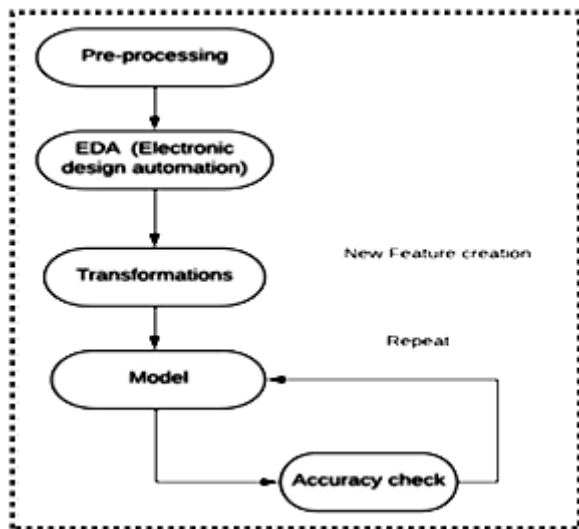 Pre-processing
EDA (Electronic
design automation)
Transformations
New Feature creation
Repeat
Model
Accuracy check